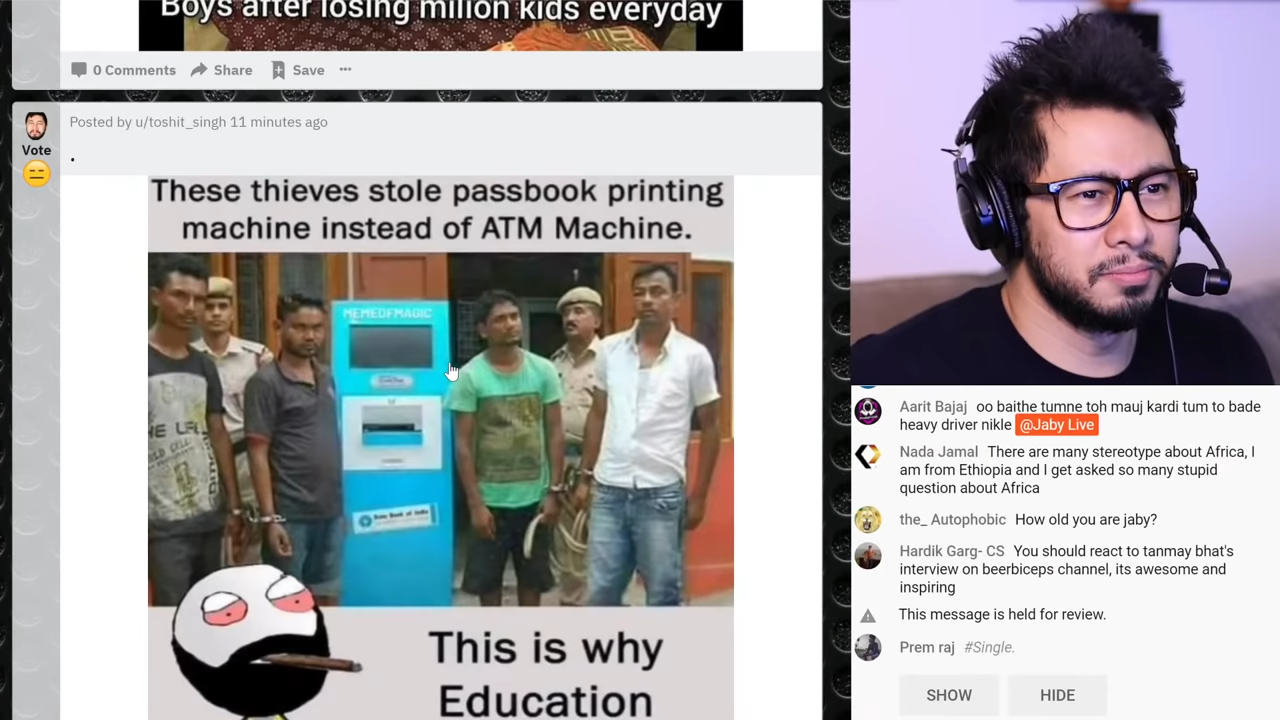 Boys after losing milion kids everyday
0 Comments Share Save
Posted by u/toshit_singh 11 minutes ago
Vote
.
These thieves stole passbook printing
machine instead of ATM Machine.
MEMEOFMAGIC
State Bank of India
This is why
Education
Aarit Bajaj oo baithe tumne toh mauj kardi tum to bade
heavy driver nikle @Jaby Live
Nada Jamal There are many stereotype about Africa, I
am from Ethiopia and I get asked so many stupid
question about Africa
the_ Autophobic How old you are jaby?
Hardik Garg- CS You should react to tanmay bhat's
interview on beerbiceps channel, its awesome and
inspiring
This message is held for review.
Prem raj #Single.
SHOW HIDE